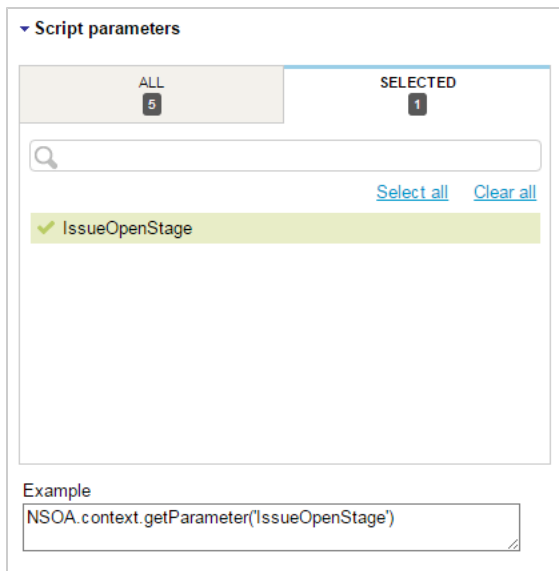 Script parameters
ALL
5
SELECTED
1
Select all Clear all
IssueOpenStage
Example
NSOA.context.getParameter('IssueOpenStage')